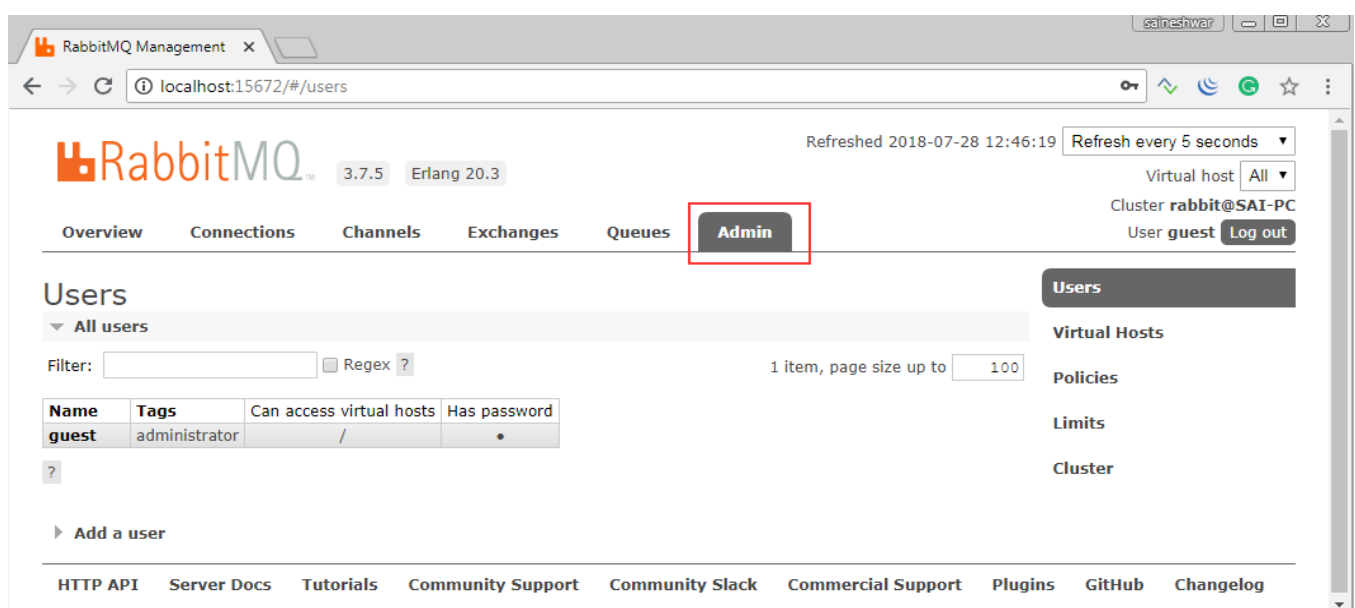 saineshwar
RabbitMQ Management
localhost:15672/#/users
RabbitMQ™ 3.7.5 Erlang 20.3
Refreshed 2018-07-28 12:46:19 Refresh every 5 seconds
Virtual host All
Cluster rabbit@SAI-PC
User guest Log out
Overview Connections Channels Exchanges Queues Admin
Users
All users
Filter: Regex ? 1 item, page size up to 100
Name Tags Can access virtual hosts Has password
guest administrator / •
?
Add a user
Users
Virtual Hosts
Policies
Limits
Cluster
HTTP API Server Docs Tutorials Community Support Community Slack Commercial Support Plugins GitHub Changelog